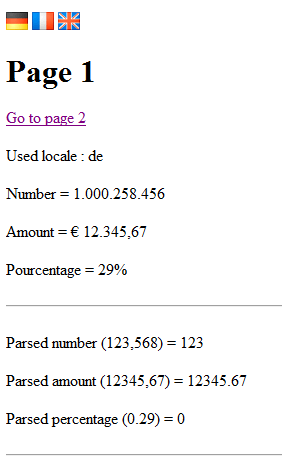 Page 1
Go to page 2
Used locale : de
Number = 1.000.258.456
Amount = € 12.345,67
Pourcentage = 29%
Parsed number (123,568) = 123
Parsed amount (12345,67) = 12345.67
Parsed percentage (0.29) = 0